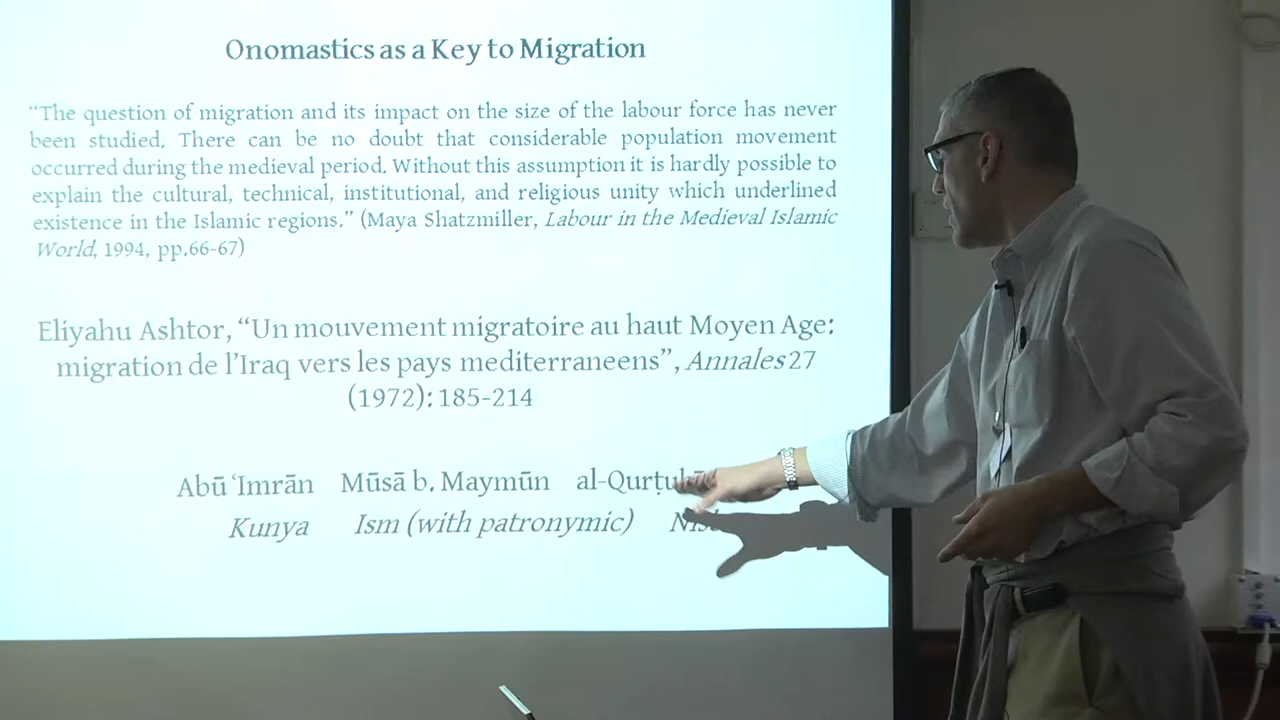 Onomastics as a Key to Migration
“The question of migration and its impact on the size of the labour force has never
been studied. There can be no doubt that considerable population movement
occurred during the medieval period. Without this assumption it is hardly possible to
explain the cultural, technical, institutional, and religious unity which underlined
existence in the Islamic regions.” (Maya Shatzmiller, Labour in the Medieval Islamic
World, 1994, pp.66-67)
Eliyahu Ashtor, “Un mouvement migratoire au haut Moyen Age:
migration de l’Iraq vers les pays mediterraneens”, Annales 27
(1972): 185-214
Abū ‘Imrān Mūsā b. Maymūn
Kunya Ism (with patronymic)